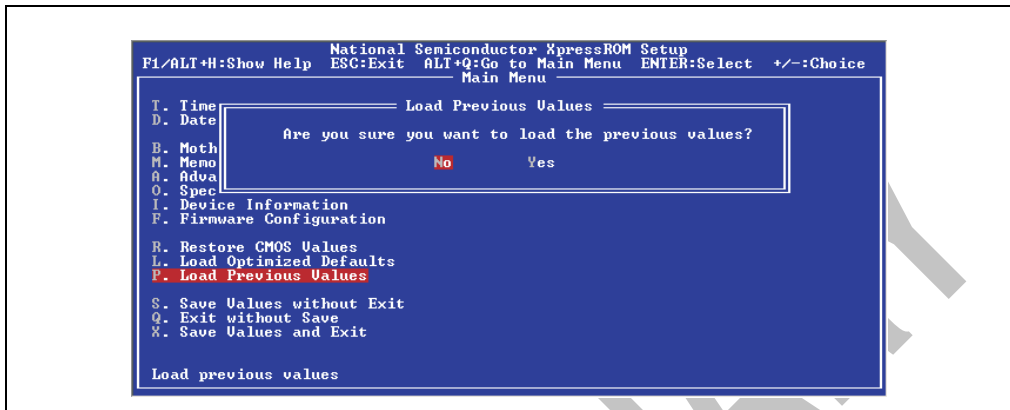 National Semiconductor XpressROM Setup
F1/ALT+H:Show Help ESC:Exit ALT+Q:Go to Main Menu ENTER:Select +/-:Choice
Main Menu
T. Time
Load Previous Values
D. Date
Are you sure you want to load the previous values?
B. Moth
M. Memo
No Yes
A. Adva
O. Spec
I. Device Information
F. Firmware Configuration
R. Restore CMOS Values
L. Load Optimized Defaults
P. Load Previous Values
S. Save Values without Exit
Q. Exit without Save
X. Save Values and Exit
Load previous values